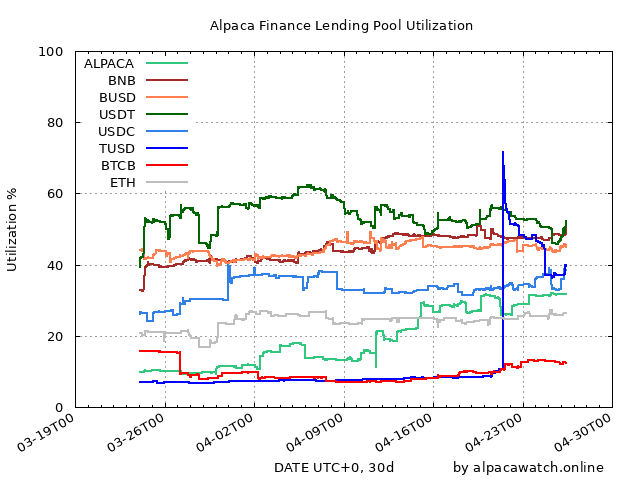 Alpaca Finance Lending Pool Utilization
100
80
60
40
20
0
Utilization %
ALPACA
BNB
BUSD
USDT
USDC
TUSD
BTCB
ETH
03-19T00
03-26T00
04-02T00
04-09T00
04-16T00
04-23T00
04-30T00
DATE UTC+0, 30d
by alpacawatch.online